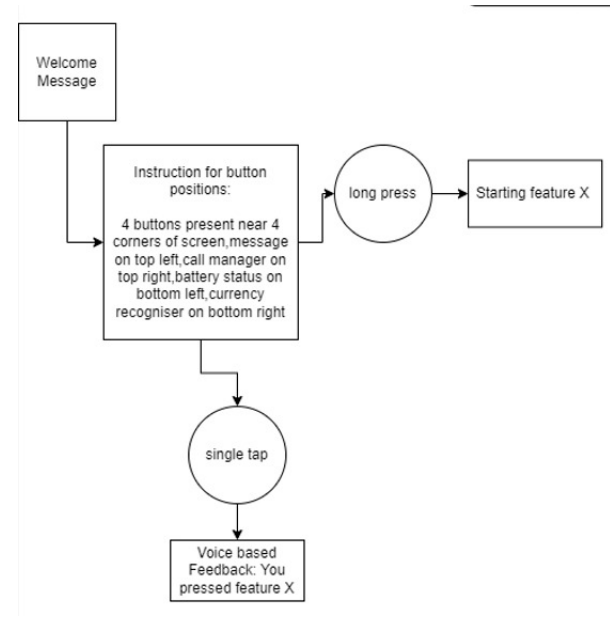 Welcome
Message
Instruction for button
positions:
4 buttons present near 4
corners of screen,message
on top left,call manager on
top right,battery status on
bottom left,currency
recogniser on bottom right
long press
Starting feature X
single tap
Voice based
Feedback: You
pressed feature X